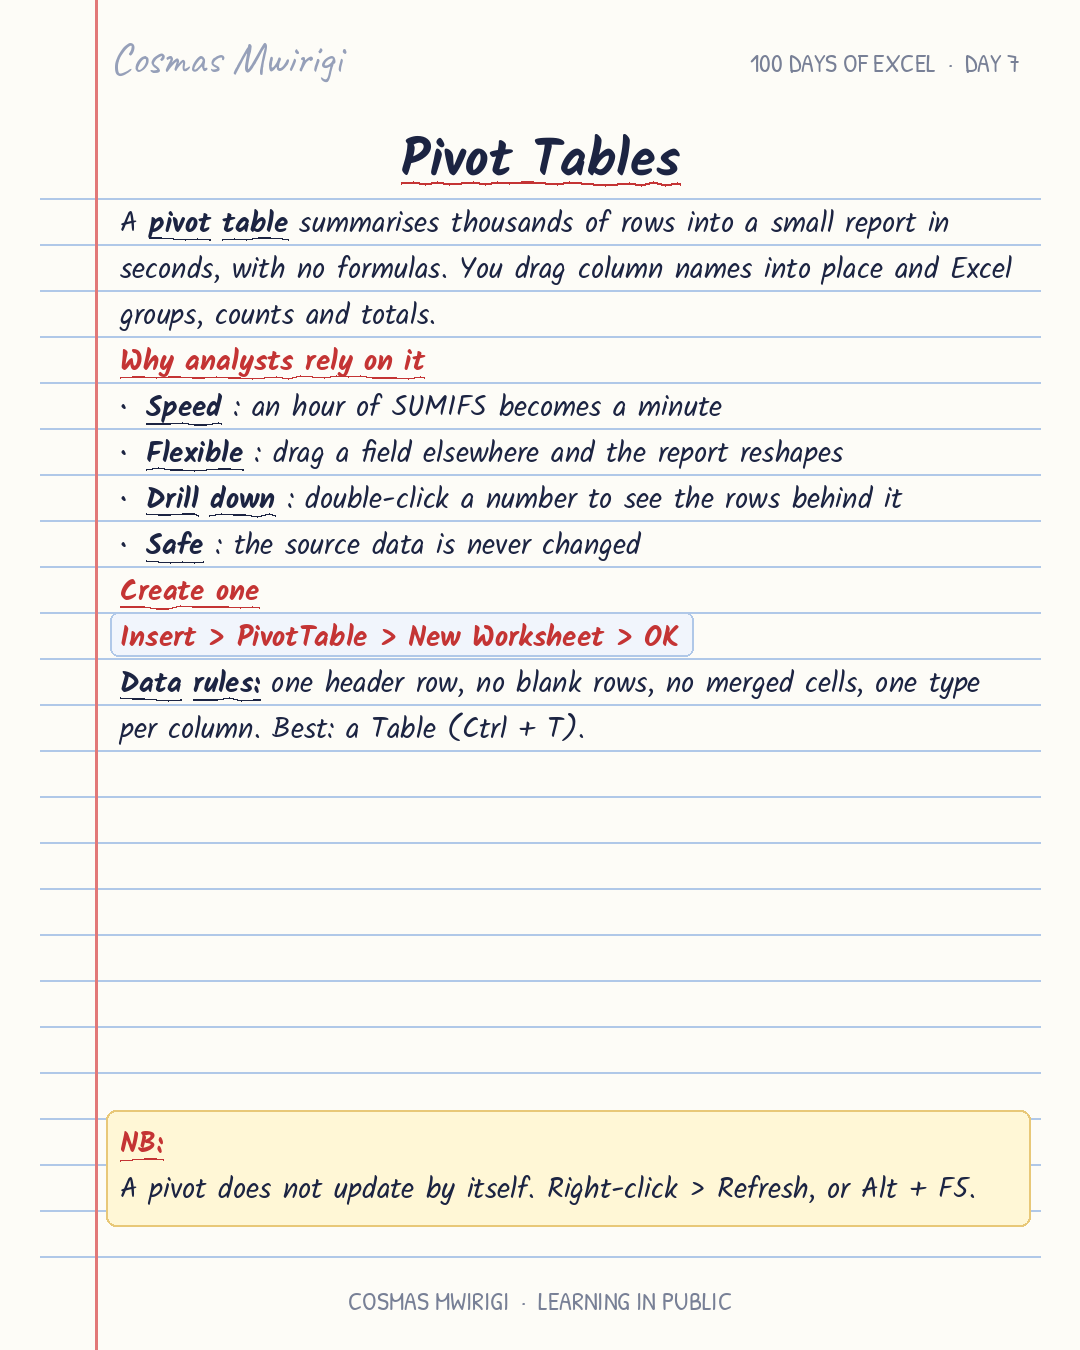 Cosmas Mwirigi
100 DAYS OF EXCEL · DAY 7
Pivot Tables
A pivot table summarises thousands of rows into a small report in
seconds, with no formulas. You drag column names into place and Excel
groups, counts and totals.
Why analysts rely on it
· Speed : an hour of SUMIFS becomes a minute
· Flexible : drag a field elsewhere and the report reshapes
· Drill down : double-click a number to see the rows behind it
· Safe : the source data is never changed
Create one
Insert > PivotTable > New Worksheet > OK
Data rules: one header row, no blank rows, no merged cells, one type
per column. Best: a Table (Ctrl + T).
NB:
A pivot does not update by itself. Right-click > Refresh, or Alt + F5.
COSMAS MWIRIGI · LEARNING IN PUBLIC